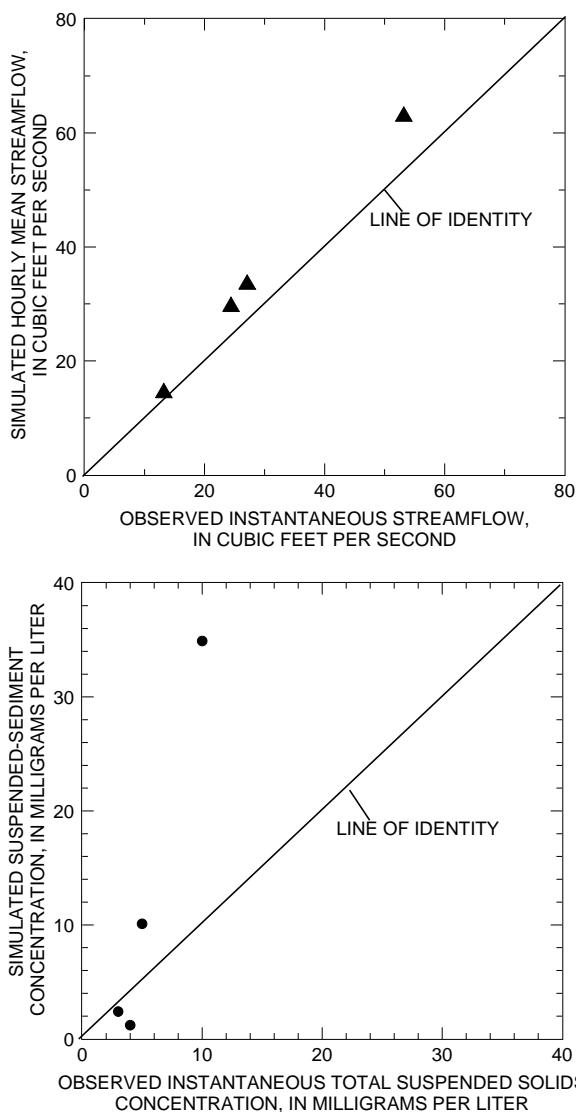 SIMULATED HOURLY MEAN STREAMFLOW,
IN CUBIC FEET PER SECOND
80
60
40
20
0
LINE OF IDENTITY
0 20 40 60 80
OBSERVED INSTANTANEOUS STREAMFLOW,
IN CUBIC FEET PER SECOND
SIMULATED SUSPENDED-SEDIMENT
CONCENTRATION, IN MILLIGRAMS PER LITER
40
30
20
10
0
LINE OF IDENTITY
0 10 20 30 40
OBSERVED INSTANTANEOUS TOTAL SUSPENDED SOLIDS
CONCENTRATION, IN MILLIGRAMS PER LITER